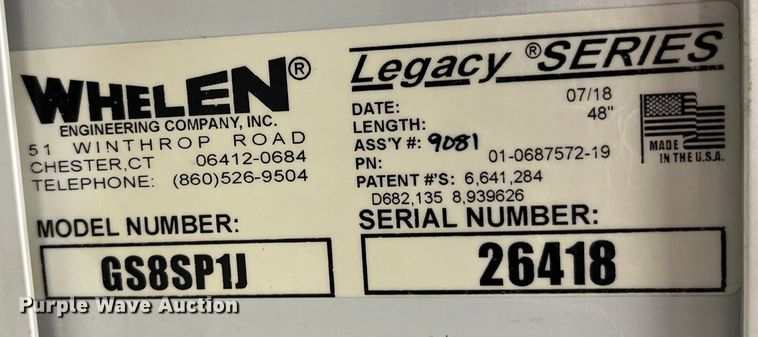 WHELEN®
ENGINEERING COMPANY, INC.
51 WINTHROP ROAD
CHESTER,CT 06412-0684
TELEPHONE: (860)526-9504
MODEL NUMBER:
GS8SP1J
Legacy ® SERIES
DATE: 07/18
LENGTH: 48"
ASS'Y #: 9081
PN: 01-0687572-19
PATENT #'S: 6,641,284
D682,135 8,939626
MADE
IN THE U.S.A.
SERIAL NUMBER:
26418
Purple Wave Auction